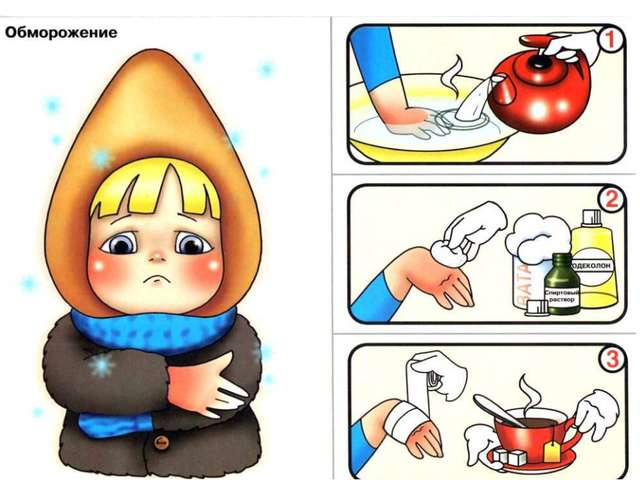 Обморожение
1
2
ВАТА
ОДЕКОЛОН
Спиртовый
раствор
3